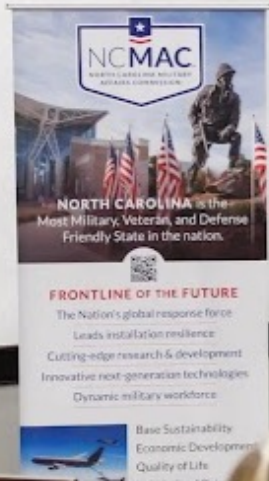 NCMAC
NORTH CAROLINA MILITARY
AFFAIRS COMMISSION
NORTH CAROLINA is the
Most Military, Veteran, and Defense
Friendly State in the nation.
FRONTLINE OF THE FUTURE
The Nation's global response force
Leads installation resilience
Cutting-edge research & development
Innovative next-generation technologies
Dynamic military workforce
Base Sustainability
Economic Development
Quality of Life